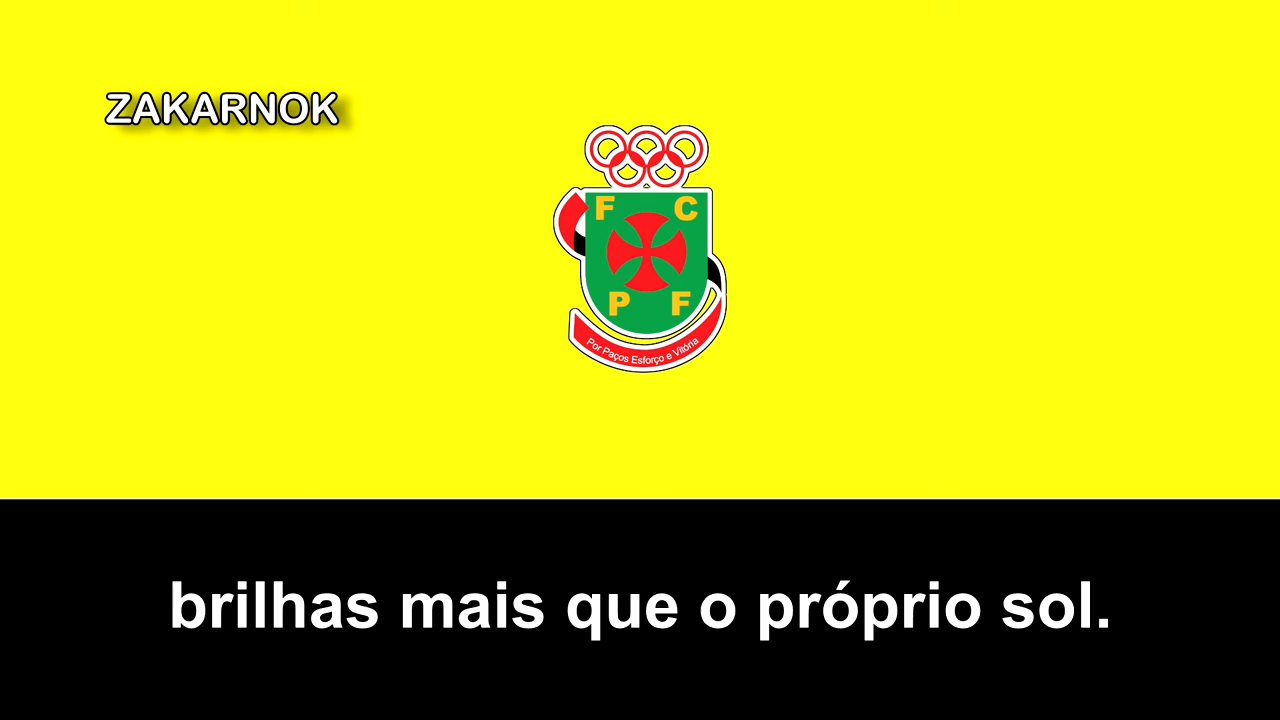 ZAKARNOK
F C
P F
Por Paços Esforço e Vitória
brilhas mais que o próprio sol.